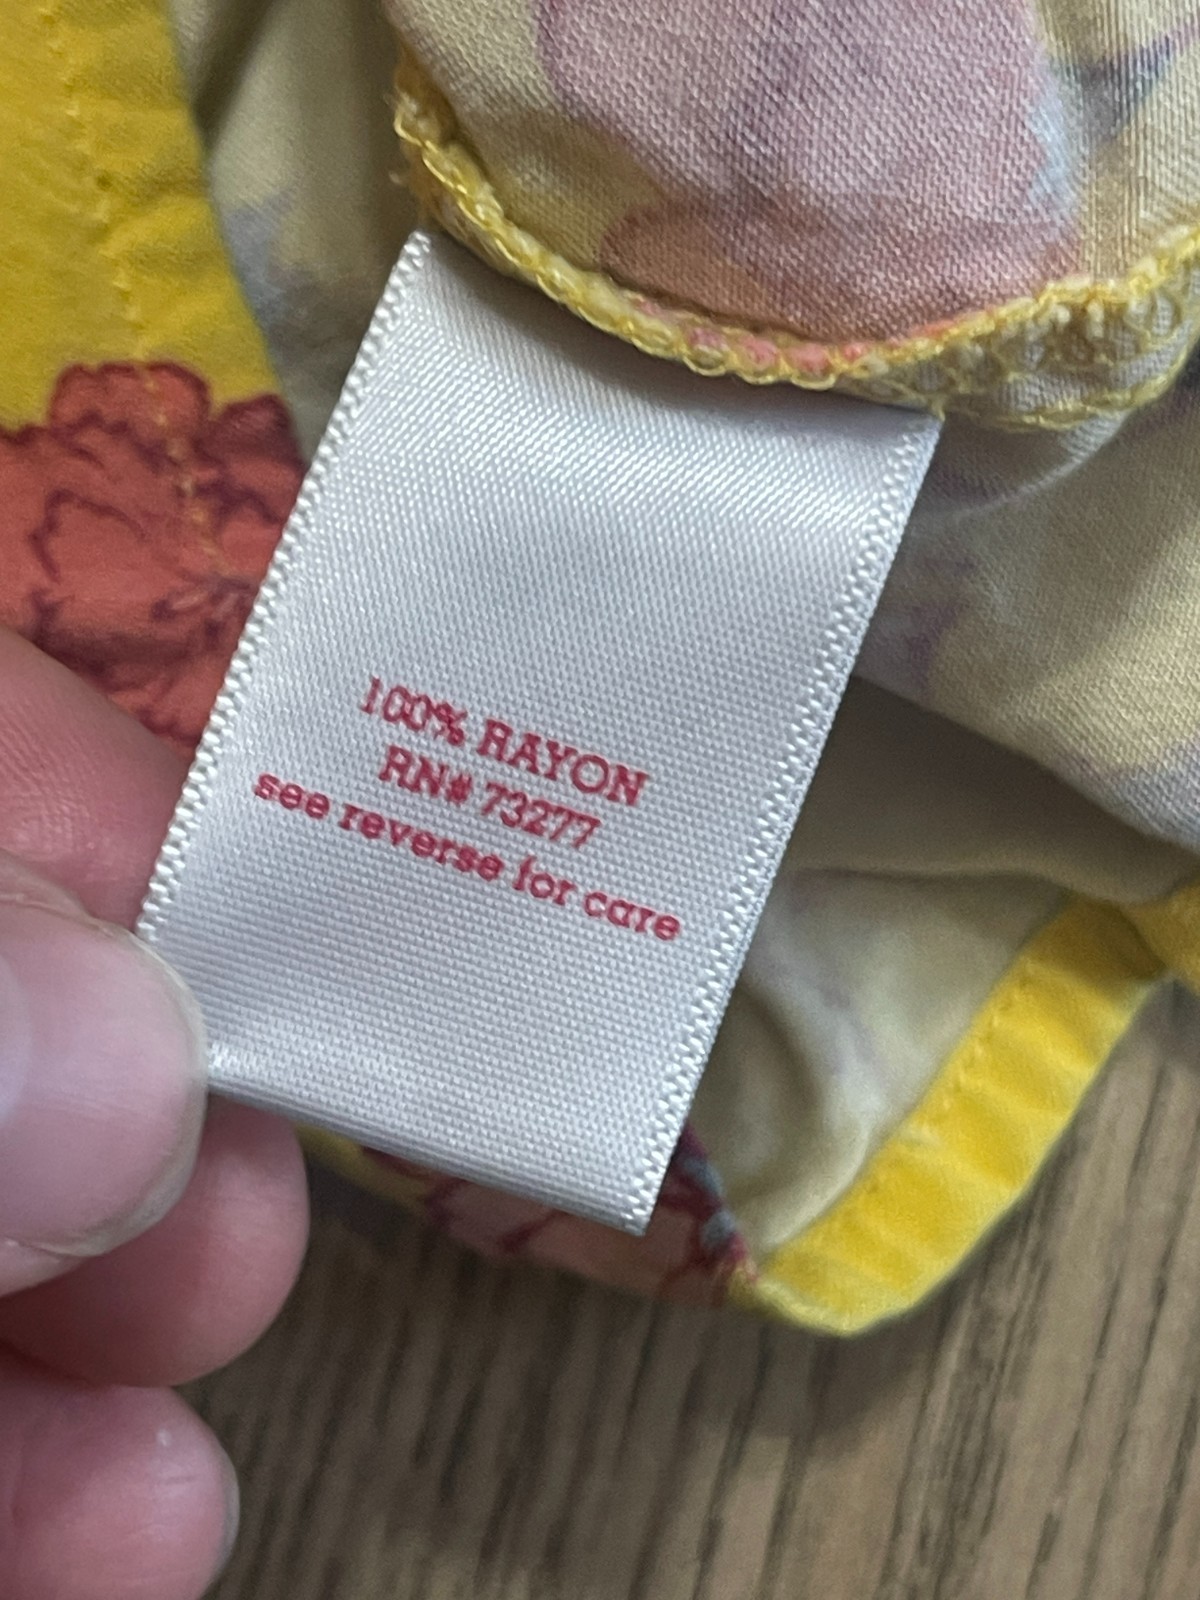 100% RAYON
RN# 73277
see reverse for care